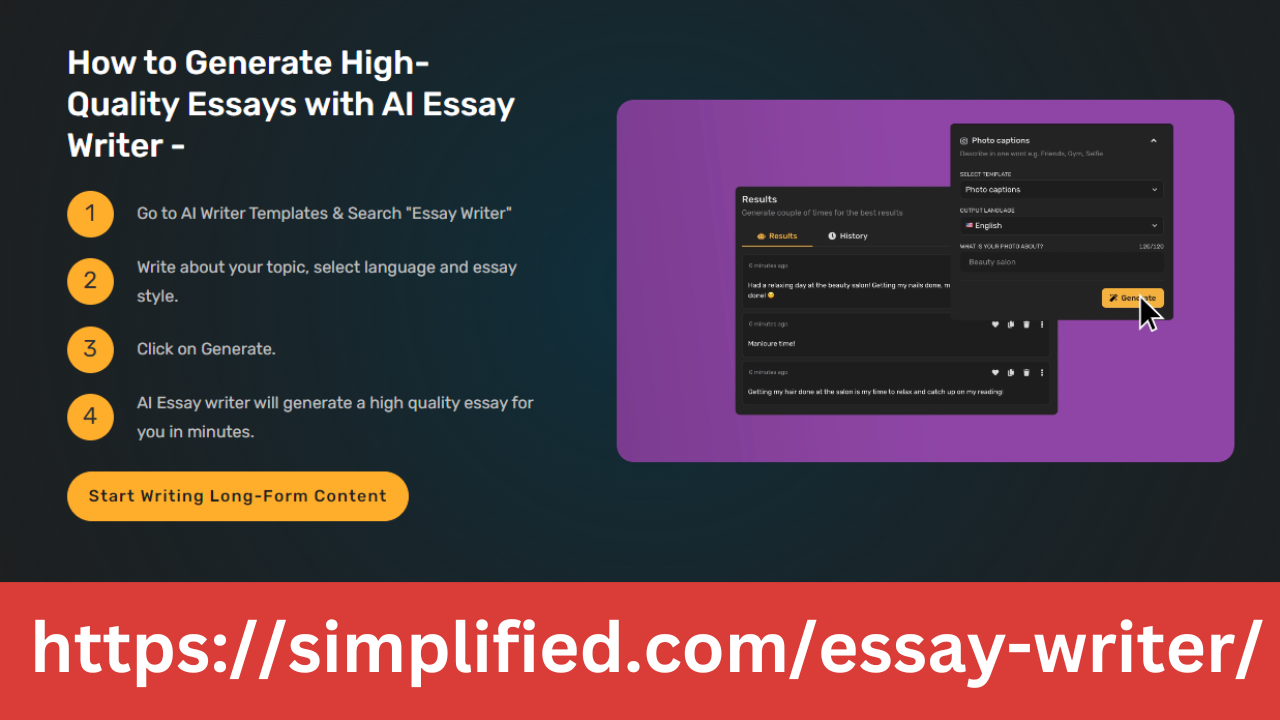 How to Generate High-
Quality Essays with AI Essay
Writer -
1
Go to AI Writer Templates & Search "Essay Writer"
2
Write about your topic, select language and essay
style.
3
Click on Generate.
4
AI Essay writer will generate a high quality essay for
you in minutes.
Start Writing Long-Form Content
Photo captions
Describe in one word e.g. Friends, Gym, Selfie
SELECT TEMPLATE
Photo captions
OUTPUT LANGUAGE
English
WHAT IS YOUR PHOTO ABOUT?
120/120
Beauty salon
Results
Generate couple of times for the best results
Results
History
0 minutes ago
Had a relaxing day at the beauty salon! Getting my nails done, m
done!
0 minutes ago
Manicure time!
0 minutes ago
Getting my hair done at the salon is my time to relax and catch up on my reading!
https://simplified.com/essay-writer/